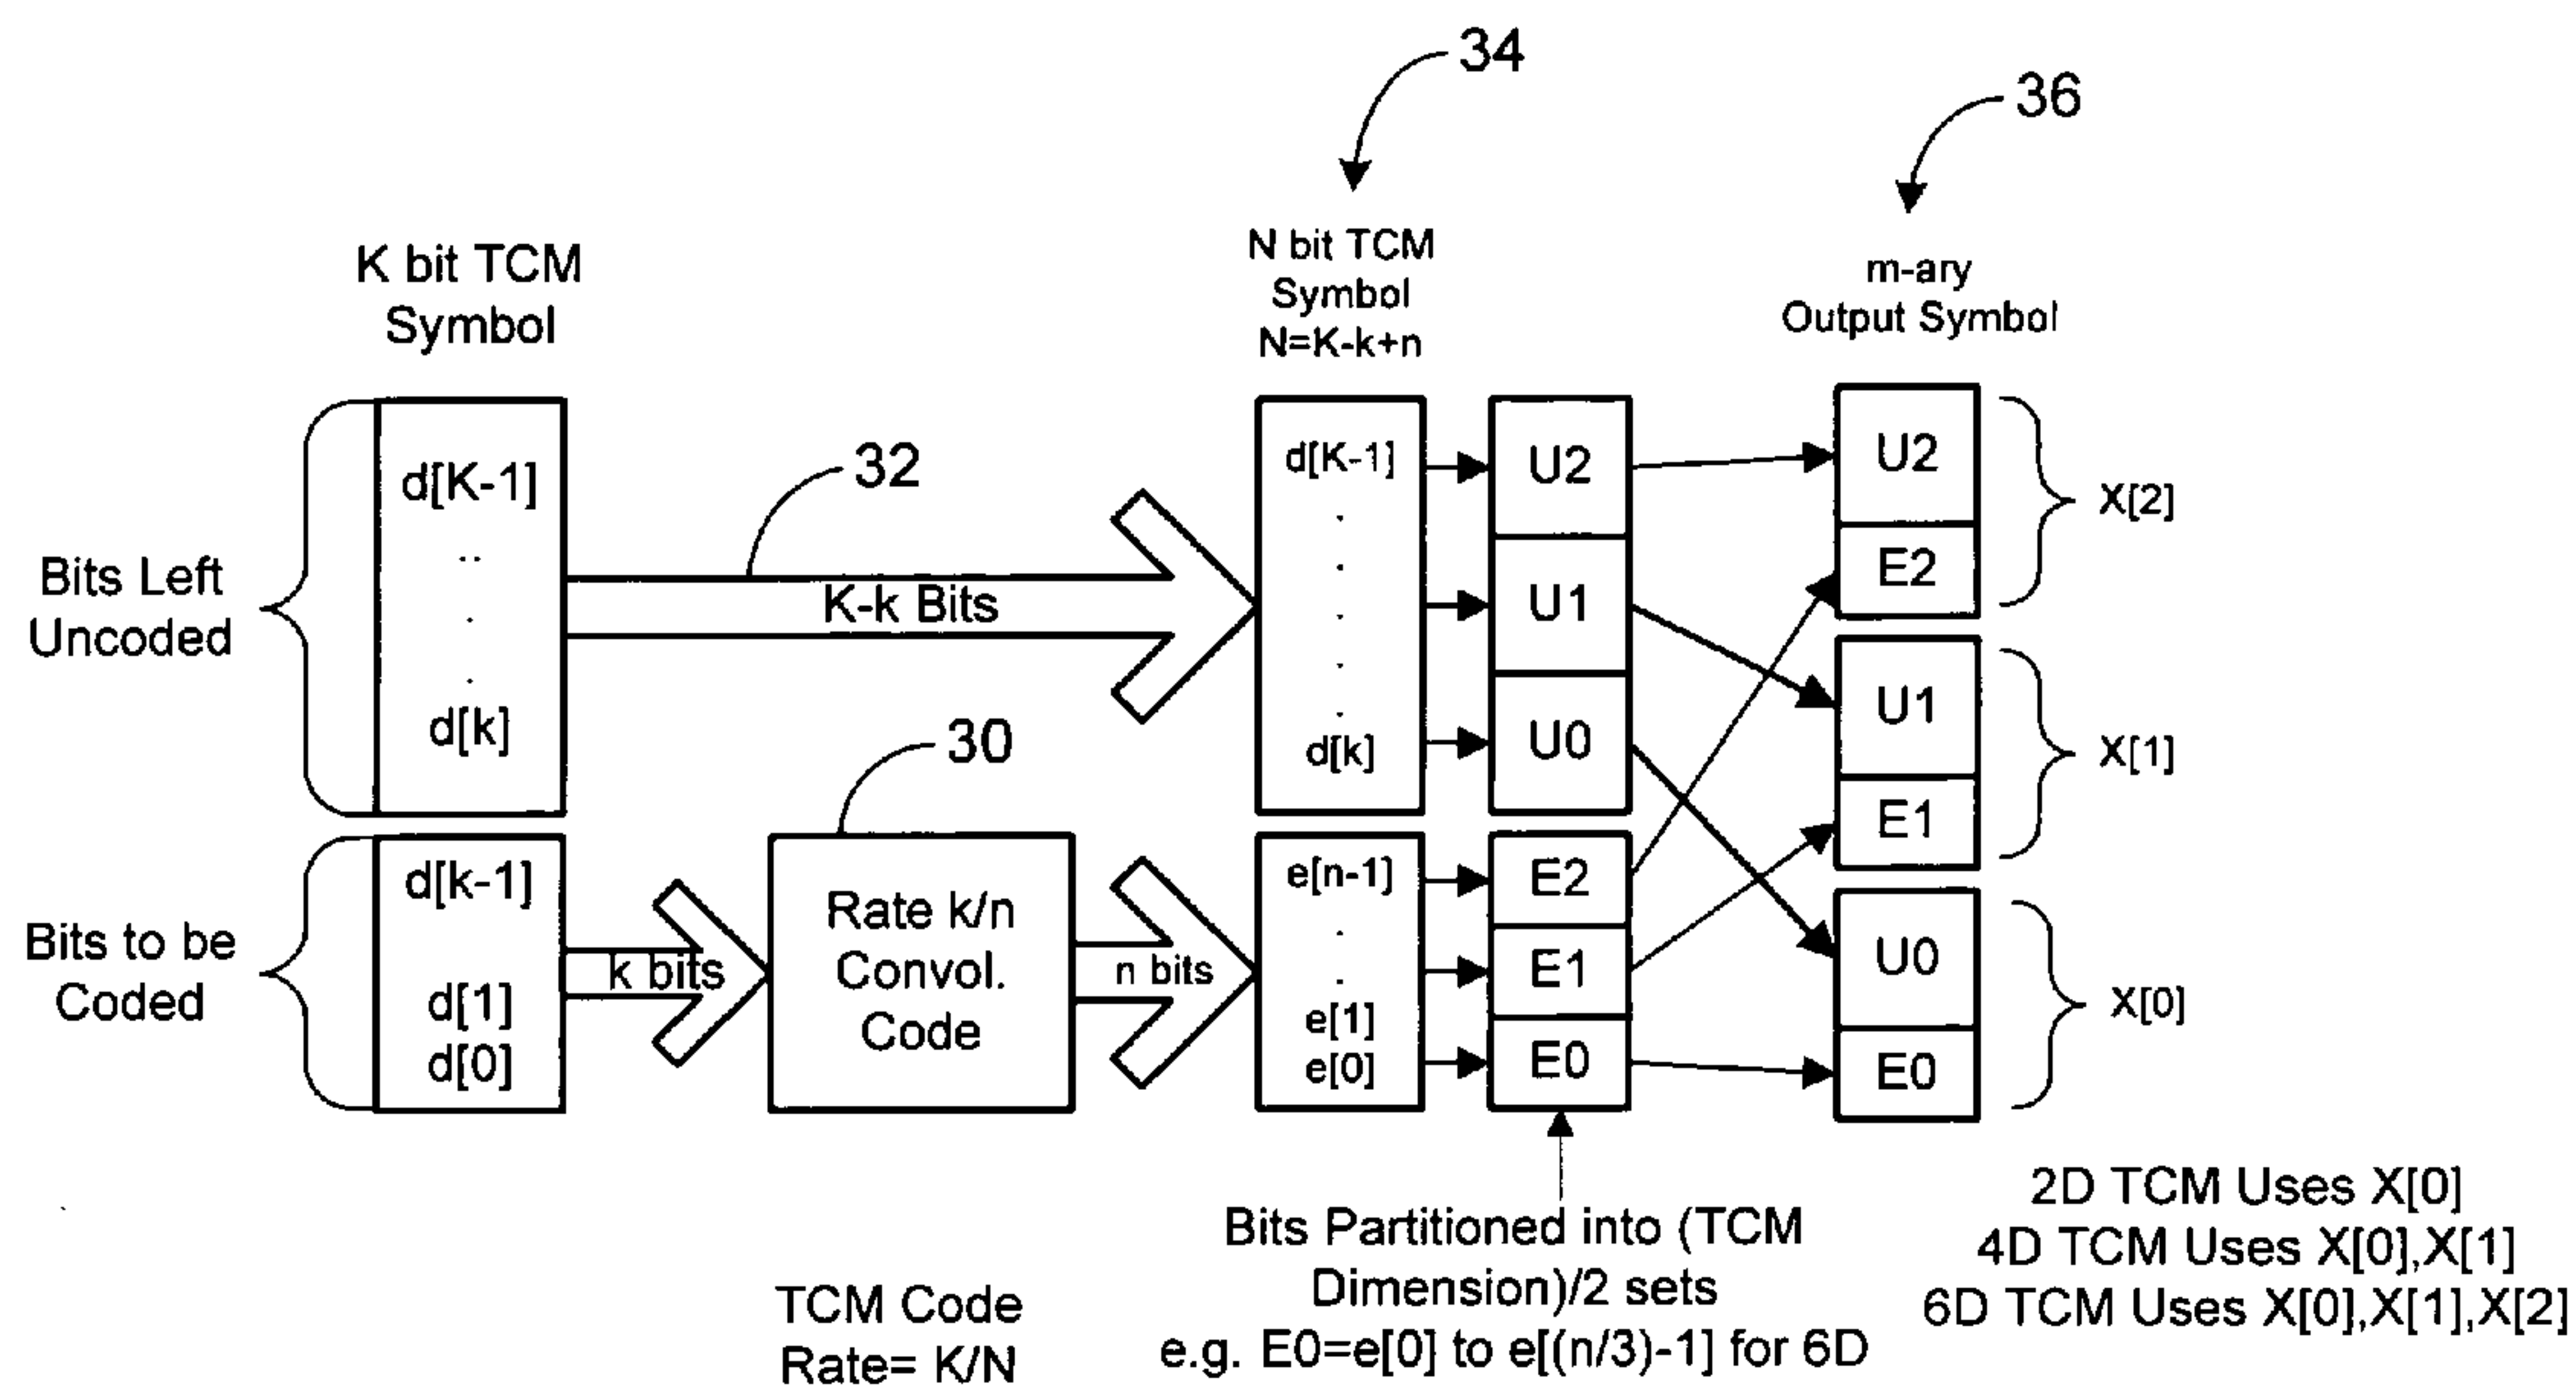 34
36
K bit TCM
Symbol
N bit TCM
Symbol
N=K-k+n
m-ary
Output Symbol
Bits Left
Uncoded
d[K-1]
..
.
.
d[k]
32
K-k Bits
d[K-1]
.
.
.
.
.
d[k]
U2
U1
U0
U2
E2
X[2]
U1
E1
X[1]
U0
E0
X[0]
Bits to be
Coded
d[k-1]
d[1]
d[0]
k bits
30
Rate k/n
Convol.
Code
n bits
e[n-1]
.
.
e[1]
e[0]
E2
E1
E0
TCM Code
Rate= K/N
Bits Partitioned into (TCM
Dimension)/2 sets
e.g. E0=e[0] to e[(n/3)-1] for 6D
2D TCM Uses X[0]
4D TCM Uses X[0],X[1]
6D TCM Uses X[0],X[1],X[2]